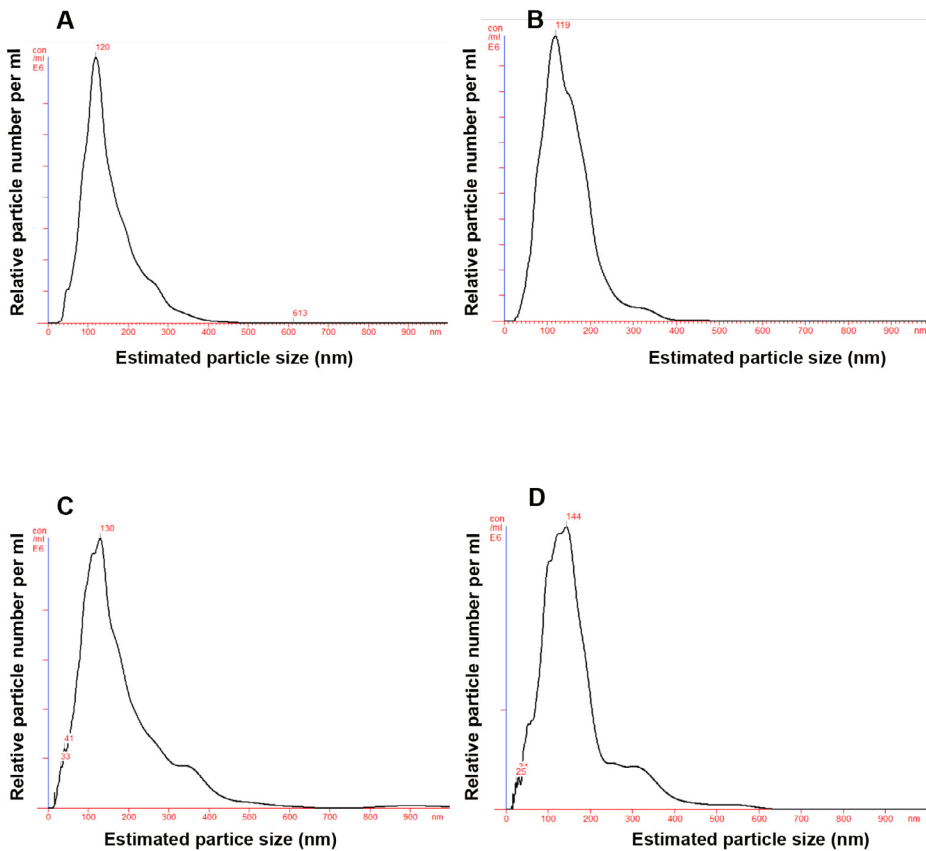 A
con
/ml
E6
120
613
0 100 200 300 400 500 600 700 800 900 nm
Relative particle number per ml
Estimated particle size (nm)
B
con
/ml
E6
119
0 100 200 300 400 500 600 700 800 900 nm
Relative particle number per ml
Estimated particle size (nm)
C
con
/ml
E6
130
41
33
0 100 200 300 400 500 600 700 800 900 nm
Relative particle number per ml
Estimated partice size (nm)
D
con
/ml
E6
144
0 100 200 300 400 500 600 700 800 900 nm
Relative particle number per ml
Estimated particle size (nm)